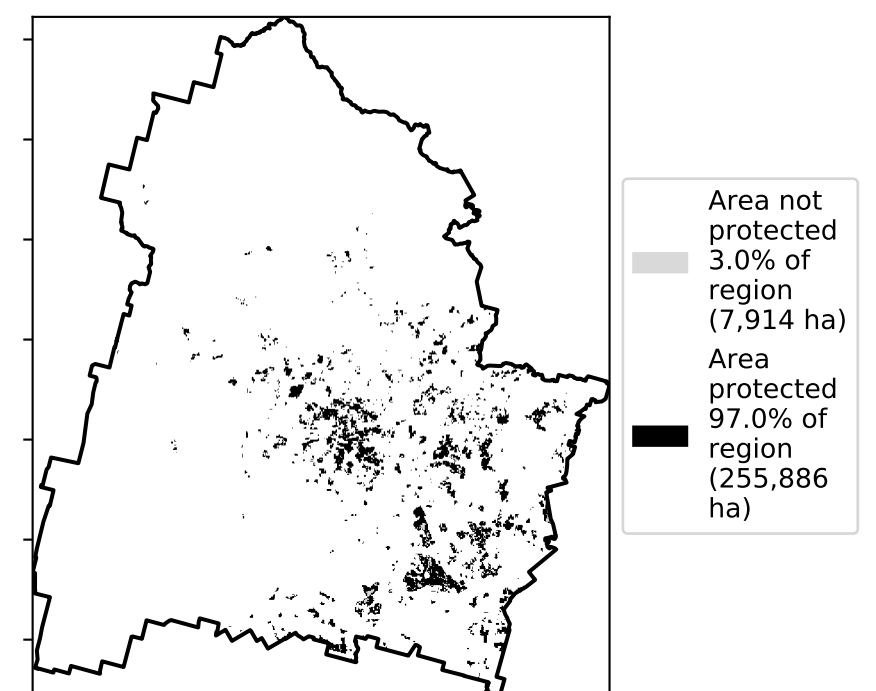 Area not
protected
3.0% of
region
(7,914 ha)
Area
protected
97.0% of
region
(255,886
ha)